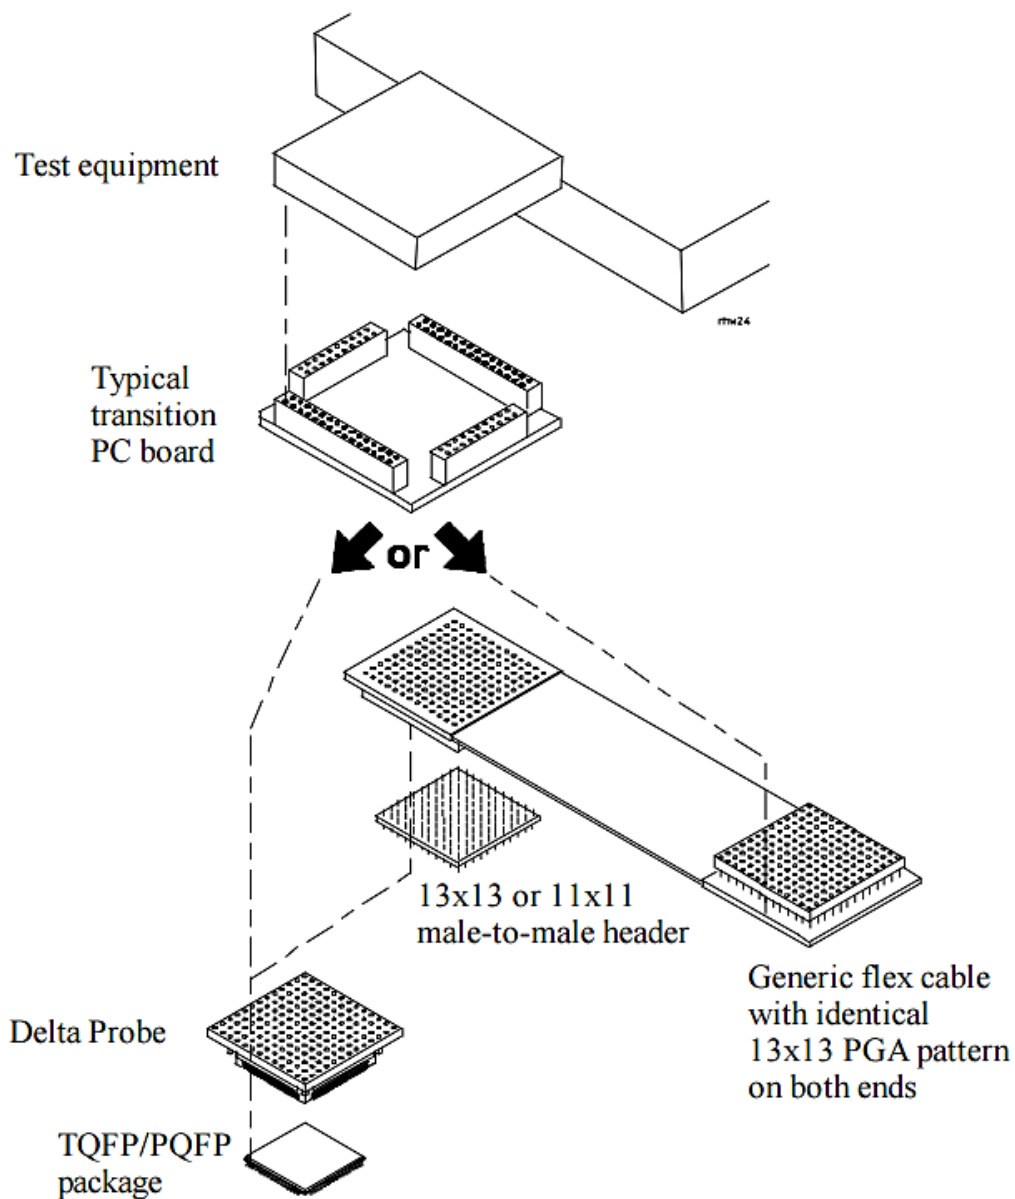 Test equipment
rfmw24
Typical
transition
PC board
or
13x13 or 11x11
male-to-male header
Generic flex cable
with identical
13x13 PGA pattern
on both ends
Delta Probe
TQFP/PQFP
package